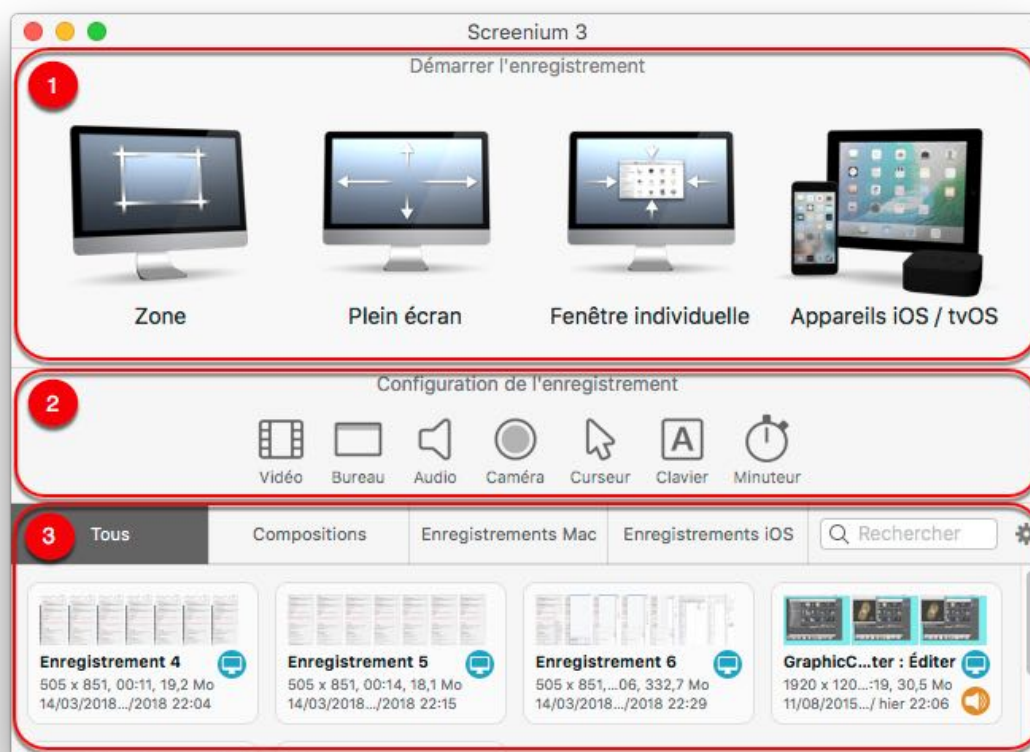 Screenium 3
1
Démarrer l'enregistrement
Zone
Plein écran
Fenêtre individuelle
Appareils iOS / tvOS
2
Configuration de l'enregistrement
A
Vidéo
Bureau
Audio
Caméra
Curseur
Clavier
Minuteur
3
Tous
Compositions
Enregistrements Mac
Enregistrements iOS
Rechercher
Enregistrement 4
505 x 851, 00:11, 19,2 Mo
14/03/2018.../2018 22:04
Enregistrement 5
505 x 851, 00:14, 18,1 Mo
14/03/2018.../2018 22:15
Enregistrement 6
505 x 851,...06, 332,7 Mo
14/03/2018.../2018 22:29
GraphicC...ter : Éditer
1920 x 120...:19, 30,5 Mo
11/08/2015.../ hier 22:06